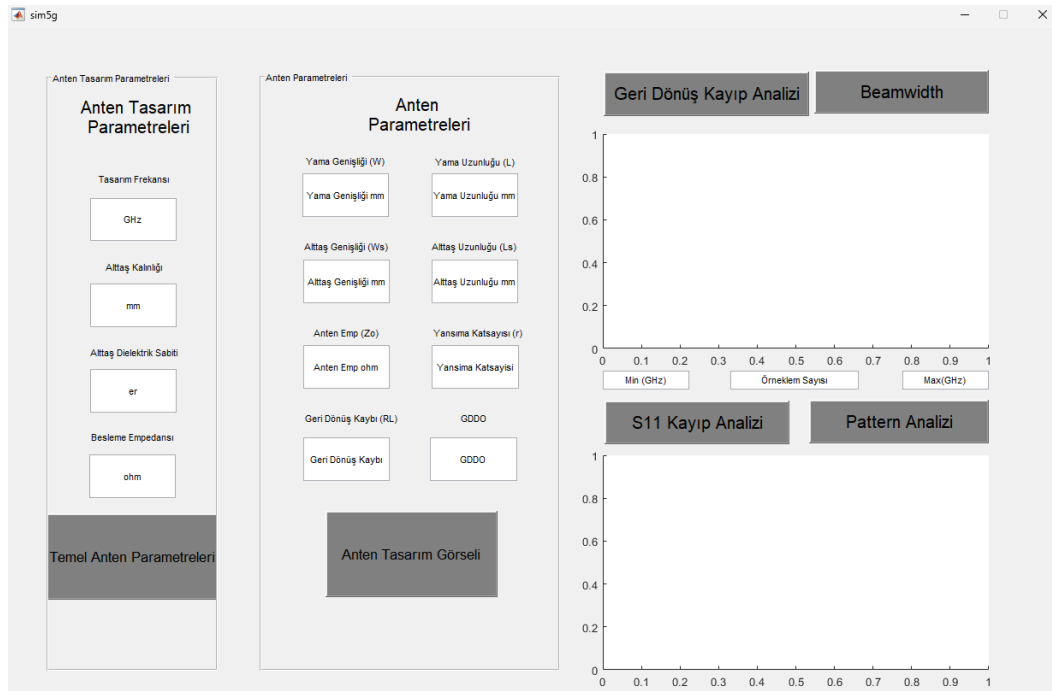 sim5g
Anten Tasarım Parametreleri
Anten Tasarım
Parametreleri
Tasarım Frekansı
GHz
Alttaş Kalınlığı
mm
Alttaş Dielektrik Sabiti
er
Besleme Empedansı
ohm
Temel Anten Parametreleri
Anten Parametreleri
Anten
Parametreleri
Yama Genişliği (W)
Yama Uzunluğu (L)
Yama Genişliği mm
Yama Uzunluğu mm
Alttaş Genişliği (Ws)
Alttaş Uzunluğu (Ls)
Alttaş Genişliği mm
Alttaş Uzunluğu mm
Anten Emp (Zo)
Yansıma Katsayısı (r)
Anten Emp ohm
Yansima Katsayisi
Geri Dönüş Kaybı (RL)
GDDO
Geri Dönüş Kaybı
GDDO
Anten Tasarım Görseli
Geri Dönüş Kayıp Analizi
Beamwidth
1
0.8
0.6
0.4
0.2
0
0 0.1 0.2 0.3 0.4 0.5 0.6 0.7 0.8 0.9 1
Min (GHz)
Örneklem Sayısı
Max(GHz)
S11 Kayıp Analizi
Pattern Analizi
1
0.8
0.6
0.4
0.2
0
0 0.1 0.2 0.3 0.4 0.5 0.6 0.7 0.8 0.9 1